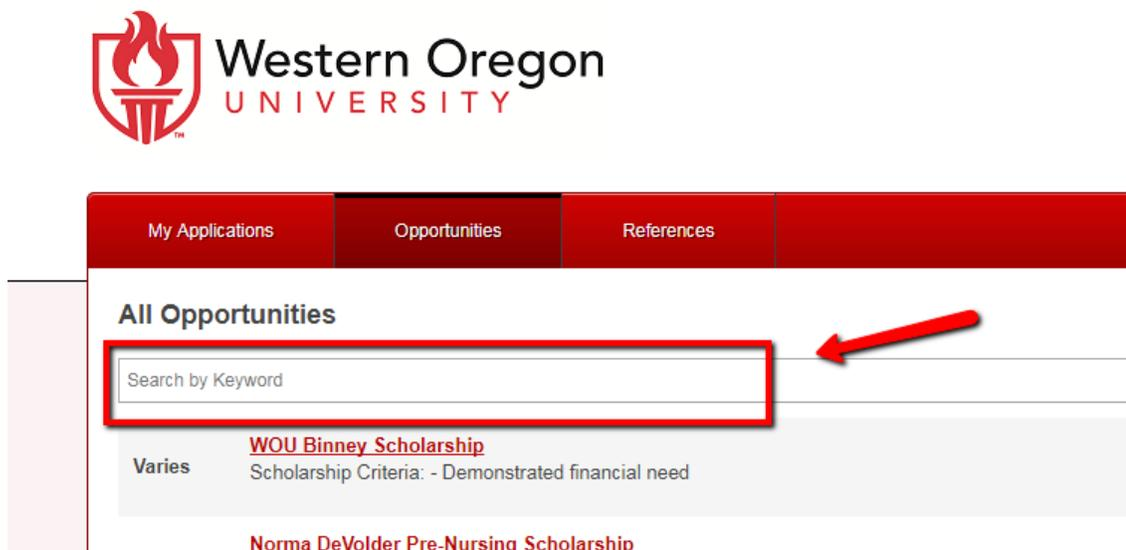 Western Oregon
UNIVERSITY
TM
My Applications Opportunities References
All Opportunities
Search by Keyword
WOU Binney Scholarship
Varies
Scholarship Criteria: - Demonstrated financial need
Norma DeVolder Pre-Nursing Scholarship